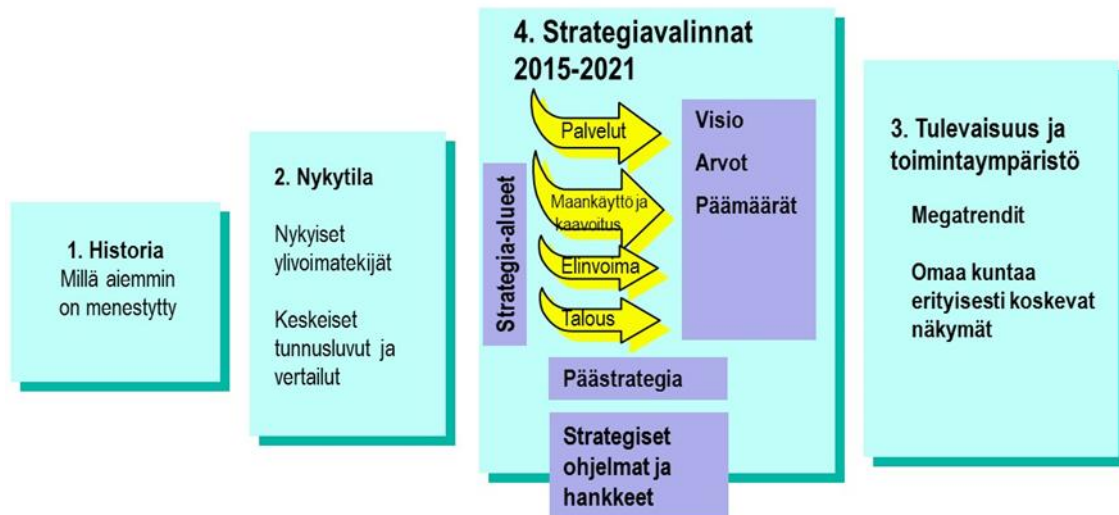 1. Historia
Millä aiemmin
on menestytty
2. Nykytila
Nykyiset
ylivoimatekijät
Keskeiset
tunnusluvut ja
vertailut
4. Strategiavalinnat
2015-2021
Strategia-alueet
Palvelut
Maankäyttö ja
kaavoitus
Elinvoima
Talous
Visio
Arvot
Päämäärät
Päästrategia
Strategiset
ohjelmat ja
hankkeet
3. Tulevaisuus ja
toimintaympäristö
Megatrendit
Omaa kuntaa
erityisesti koskevat
näkymät